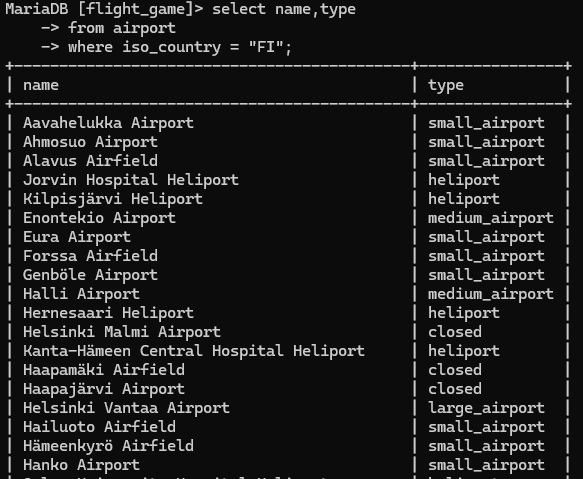 MariaDB [flight_game]> select name,type
-> from airport
-> where iso_country = "FI";
+--------------------------------------------+----------------+
| name | type |
+--------------------------------------------+----------------+
| Aavahelukka Airport | small_airport |
| Ahmosuo Airport | small_airport |
| Alavus Airfield | small_airport |
| Jorvin Hospital Heliport | heliport |
| Kilpisjärvi Heliport | heliport |
| Enontekio Airport | medium_airport |
| Eura Airport | small_airport |
| Forssa Airfield | small_airport |
| Genböle Airport | small_airport |
| Halli Airport | medium_airport |
| Hernesaari Heliport | heliport |
| Helsinki Malmi Airport | closed |
| Kanta-Hämeen Central Hospital Heliport | heliport |
| Haapamäki Airfield | closed |
| Haapajärvi Airport | closed |
| Helsinki Vantaa Airport | large_airport |
| Hailuoto Airfield | small_airport |
| Hämeenkyrö Airfield | small_airport |
| Hanko Airport | small_airport |